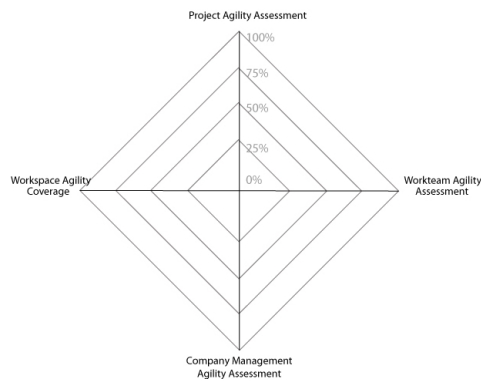 Project Agility Assessment
100%
75%
50%
25%
0%
Workspace Agility
Coverage
Workteam Agility
Assessment
Company Management
Agility Assessment